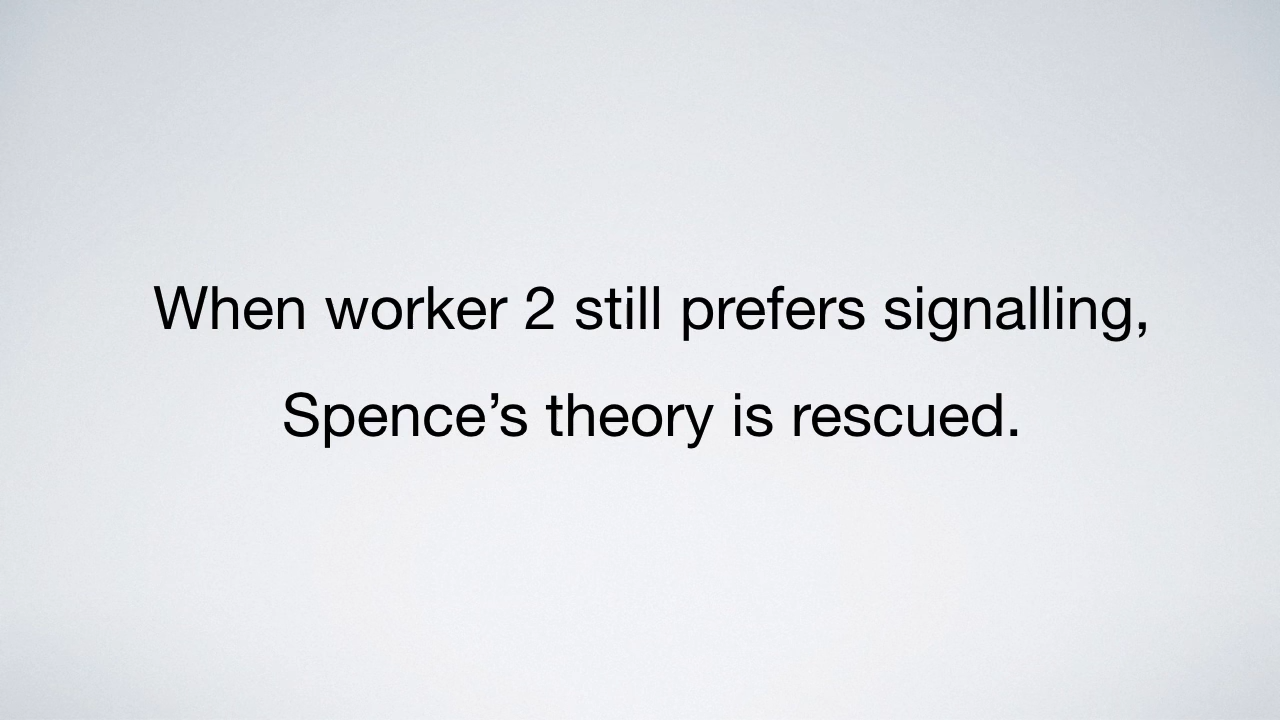 When worker 2 still prefers signalling,
Spence’s theory is rescued.